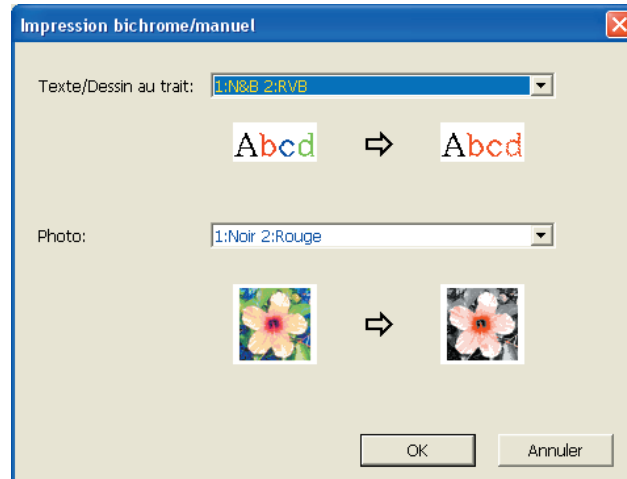 Impression bichrome/manuel
Texte/Dessin au trait: 1:N&B 2:RVB
Abcd ⇨ Abcd
Photo: 1:Noir 2:Rouge
OK Annuler